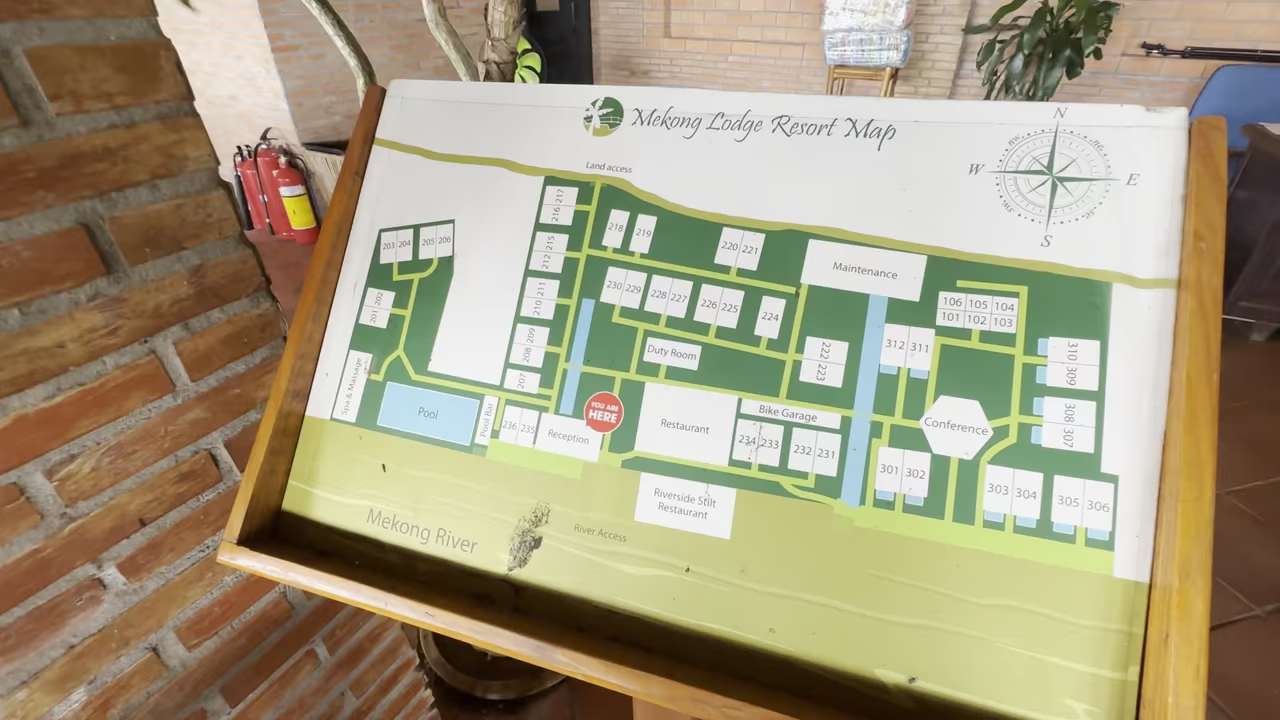 Mekong Lodge Resort Map
N
W
E
S
NW
NE
SW
SE
Land access
216 217
218
219
203 204
205 206
212 215
220 221
Maintenance
230 229
228 227
226 225
224
210 211
201 202
106 105 104
101 102 103
208 209
Duty Room
222 223
312 311
310 309
207
Spa & Massage
Pool
Pool Bar
236 235
Reception
YOU ARE
HERE
Restaurant
Bike Garage
234 233
232 231
Conference
308 307
301 302
303 304
305 306
Riverside Stilt
Restaurant
Mekong River
River Access